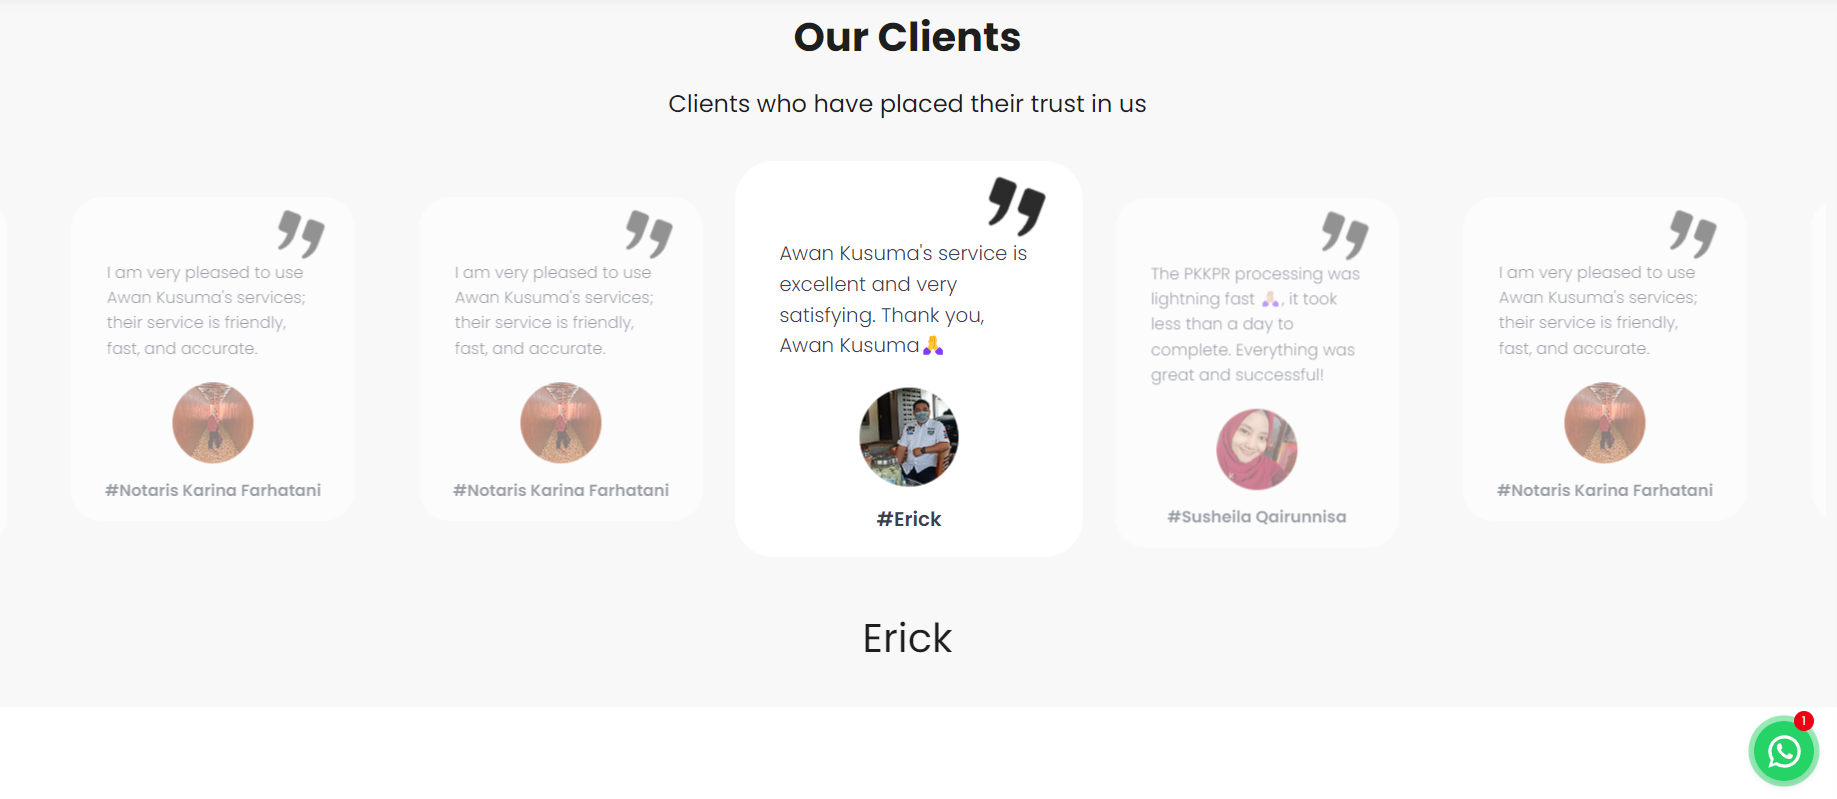 Our Clients
Clients who have placed their trust in us
I am very pleased to use
Awan Kusuma's services;
their service is friendly,
fast, and accurate.
#Notaris Karina Farhatani
I am very pleased to use
Awan Kusuma's services;
their service is friendly,
fast, and accurate.
#Notaris Karina Farhatani
Awan Kusuma's service is
excellent and very
satisfying. Thank you,
Awan Kusuma🙏
#Erick
The PKKPR processing was
lightning fast 🙏🏻, it took
less than a day to
complete. Everything was
great and successful!
#Susheila Qairunnisa
I am very pleased to use
Awan Kusuma's services;
their service is friendly,
fast, and accurate.
#Notaris Karina Farhatani
Erick
1